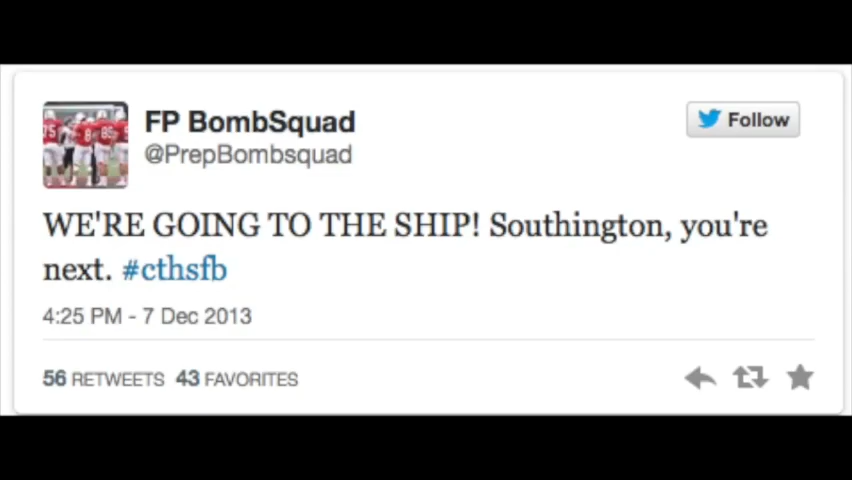 FP BombSquad
@PrepBombsquad
Follow
WE'RE GOING TO THE SHIP! Southington, you're
next. #cthsfb
4:25 PM - 7 Dec 2013
56 RETWEETS 43 FAVORITES